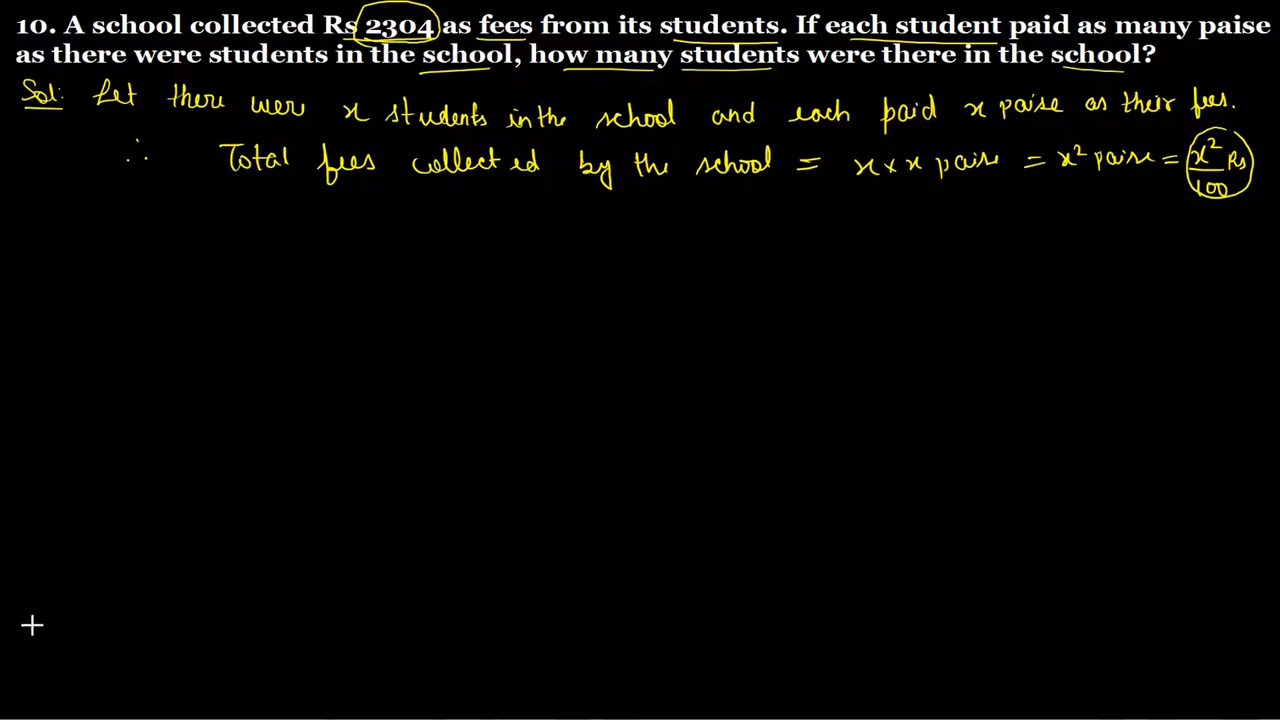 10. A school collected Rs 2304 as fees from its students. If each student paid as many paise
as there were students in the school, how many students were there in the school?
Sol: Let there were x students in the school and each paid x paise as their fees.
∴ Total fees collected by the school = x × x paise = x² paise = x²/100 Rs